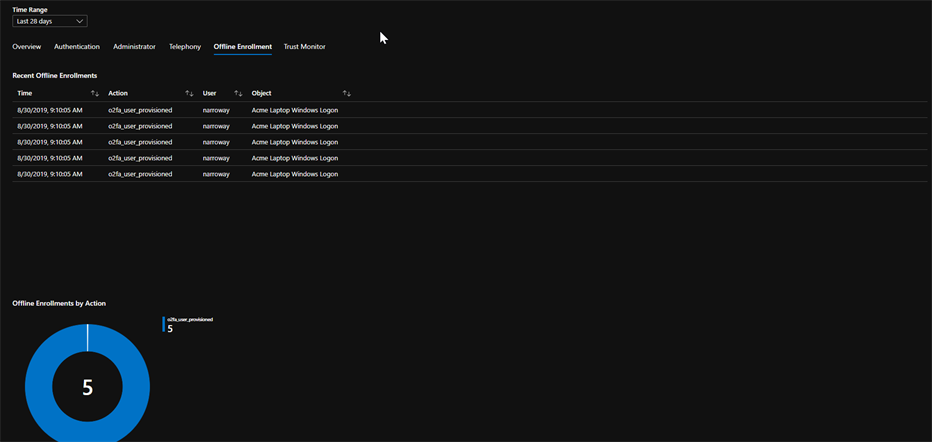 Time Range
Last 28 days
Overview Authentication Administrator Telephony Offline Enrollment Trust Monitor
Recent Offline Enrollments
Time Action User Object
8/30/2019, 9:10:05 AM o2fa_user_provisioned narroway Acme Laptop Windows Logon
8/30/2019, 9:10:05 AM o2fa_user_provisioned narroway Acme Laptop Windows Logon
8/30/2019, 9:10:05 AM o2fa_user_provisioned narroway Acme Laptop Windows Logon
8/30/2019, 9:10:05 AM o2fa_user_provisioned narroway Acme Laptop Windows Logon
8/30/2019, 9:10:05 AM o2fa_user_provisioned narroway Acme Laptop Windows Logon
Offline Enrollments by Action
o2fa_user_provisioned
5
5